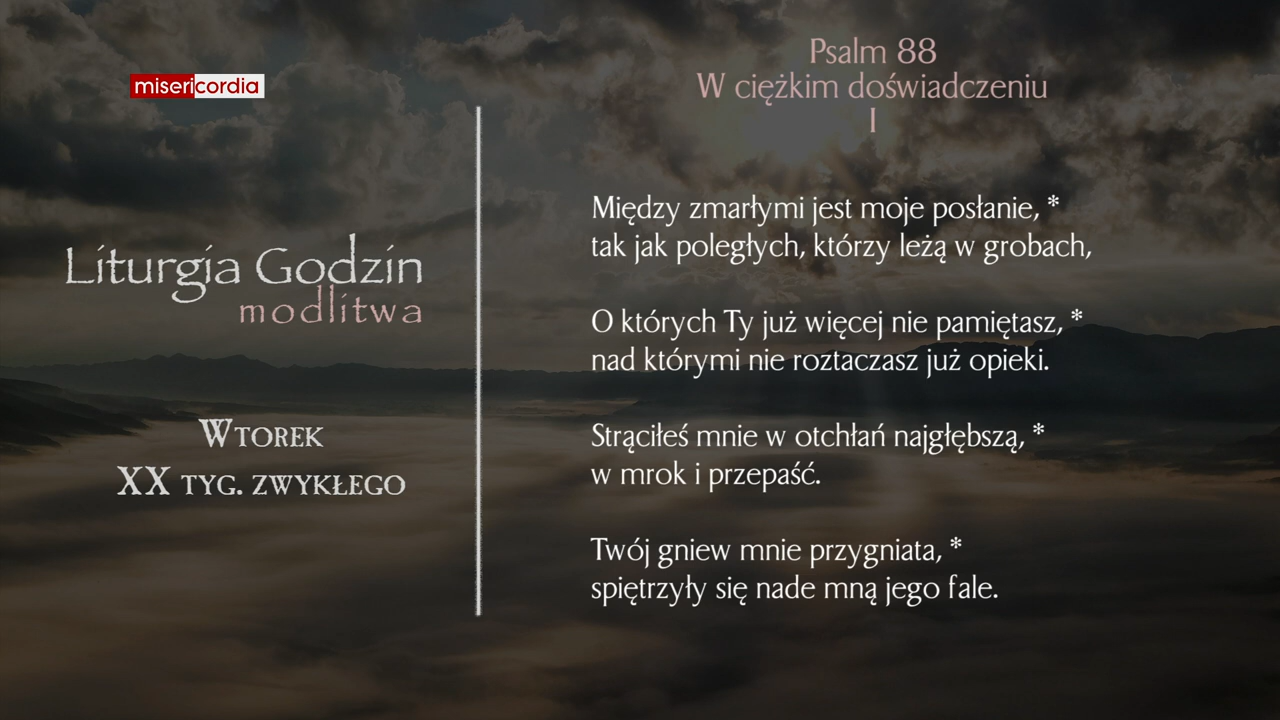 misericordia
Liturgia Godzin
modlitwa
Wtorek
XX tyg. zwykłego
Psalm 88
W ciężkim doświadczeniu
I
Między zmarłymi jest moje posłanie, *
tak jak poległych, którzy leżą w grobach,
O których Ty już więcej nie pamiętasz, *
nad którymi nie roztaczasz już opieki.
Strąciłeś mnie w otchłań najgłębszą, *
w mrok i przepaść.
Twój gniew mnie przygniata, *
spiętrzyły się nade mną jego fale.